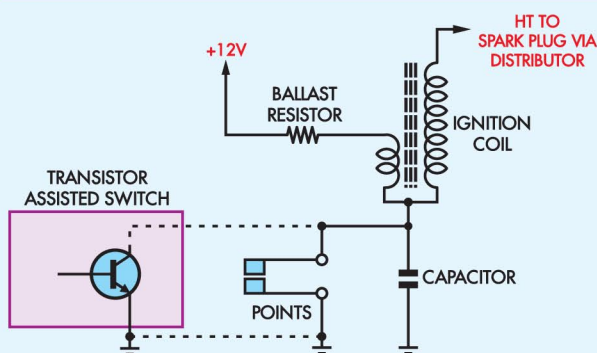 HT TO
SPARK PLUG VIA
DISTRIBUTOR
+12V
BALLAST
RESISTOR
IGNITION
COIL
TRANSISTOR
ASSISTED SWITCH
CAPACITOR
POINTS